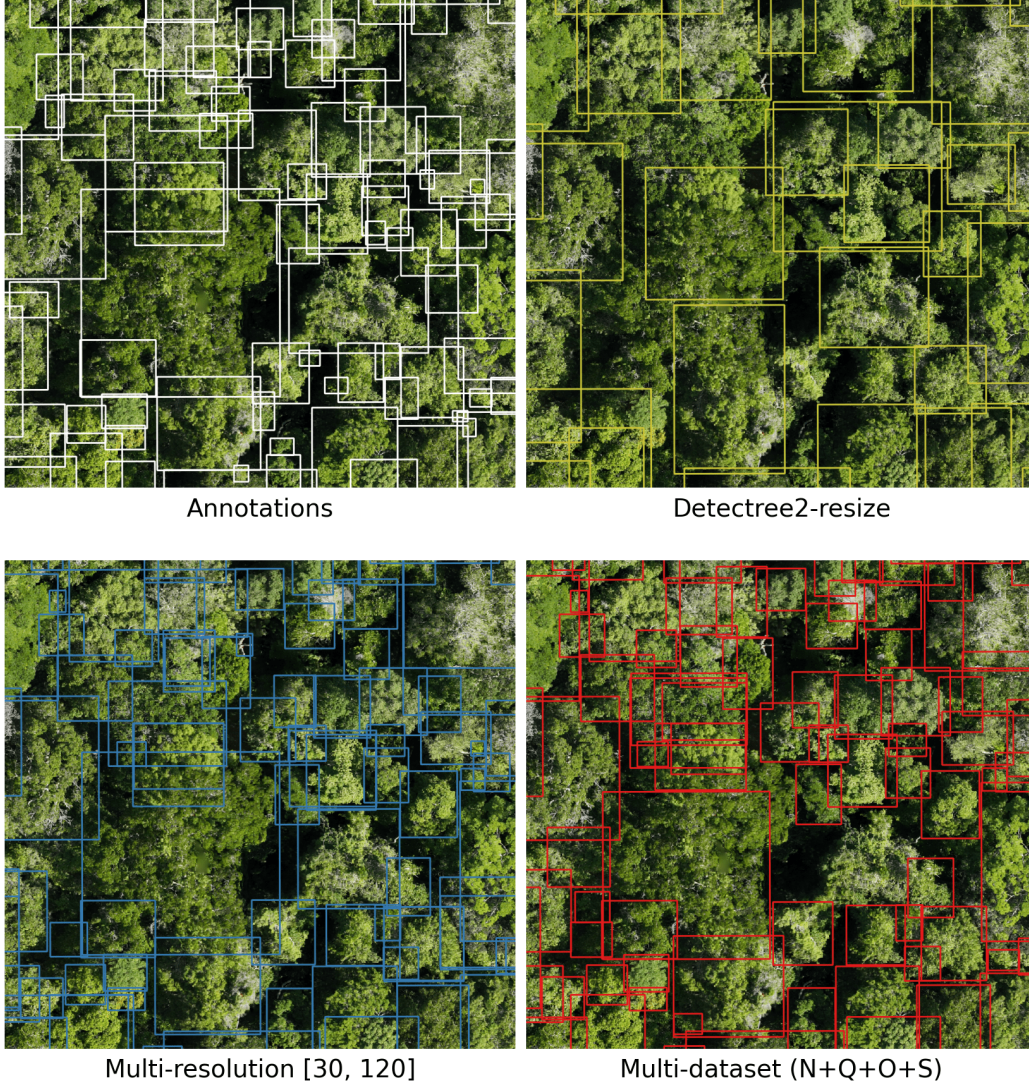 Annotations
Detectree2-resize
Multi-resolution [30, 120]
Multi-dataset (N+Q+O+S)